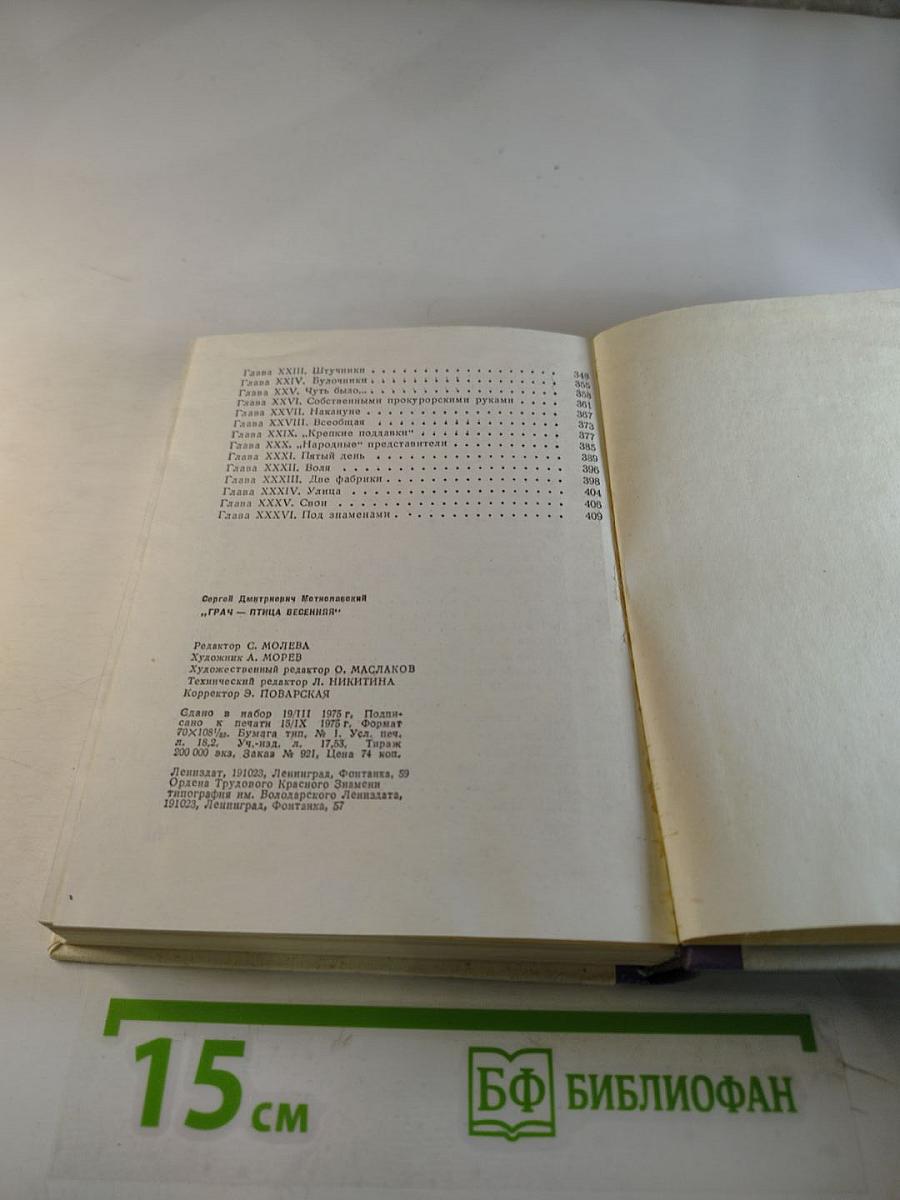 Глава XXIII. Штучники 348
Глава XXIV. Булочники 355
Глава XXV. Чуть было... 358
Глава XXVI. Собственными прокурорскими руками 361
Глава XXVII. Накануне 367
Глава XXVIII. Всеобщая 373
Глава XXIX. „Крепкие поддавки“ 377
Глава XXX. „Народные“ представители 385
Глава XXXI. Пятый день 389
Глава XXXII. Воля 396
Глава XXXIII. Две фабрики 398
Глава XXXIV. Улица 404
Глава XXXV. Свои 406
Глава XXXVI. Под знаменами 409
Сергей Дмитриевич Мстиславский
„ГРАЧ — ПТИЦА ВЕСЕННЯЯ“
Редактор С. МОЛЕВА
Художник А. МОРЕВ
Художественный редактор О. МАСЛАКОВ
Технический редактор Л. НИКИТИНА
Корректор Э. ПОВАРСКАЯ
Сдано в набор 19/III 1975 г. Подпи-
сано к печати 15/IX 1975 г. Формат
70×108¹/₃₂. Бумага тип. № 1. Усл. печ.
л. 18,2. Уч.-изд. л. 17,53. Тираж
200 000 экз. Заказ № 921. Цена 74 коп.
Лениздат, 191023, Ленинград, Фонтанка, 59
Ордена Трудового Красного Знамени
типография им. Володарского Лениздата,
191023, Ленинград, Фонтанка, 57
15 см
БФ БИБЛИОФАН